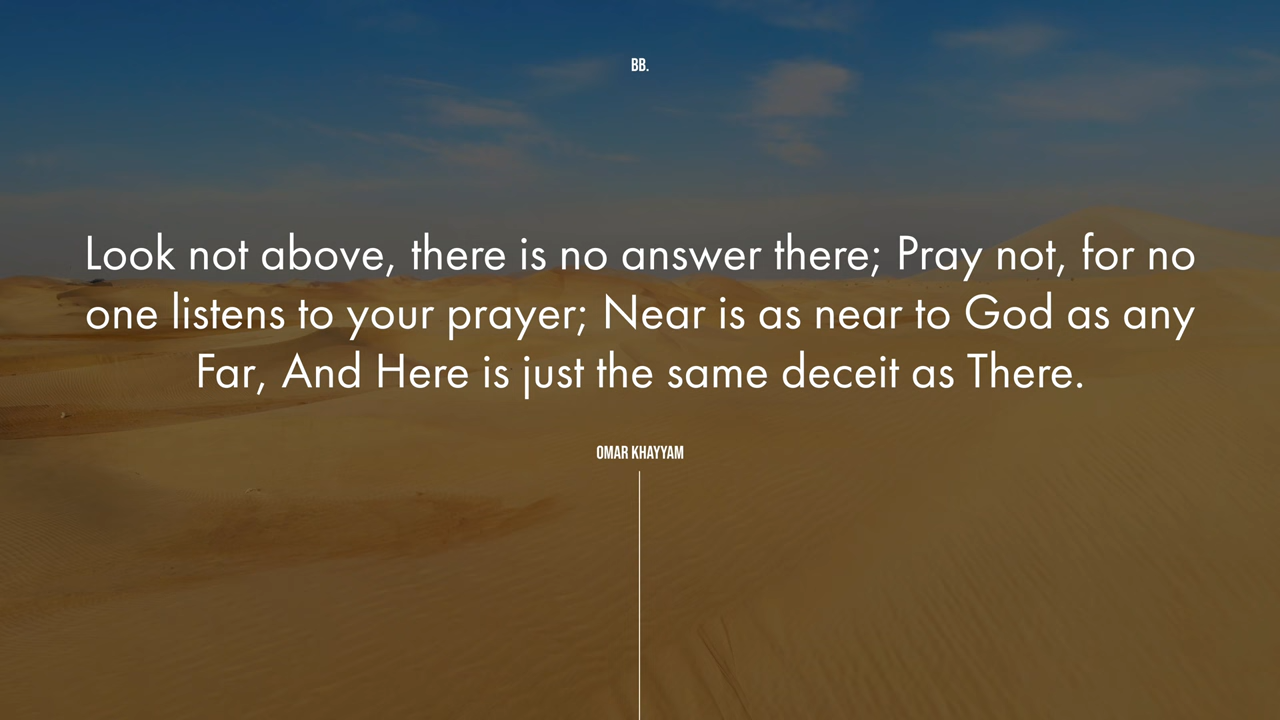 BB.
Look not above, there is no answer there; Pray not, for no
one listens to your prayer; Near is as near to God as any
Far, And Here is just the same deceit as There.
OMAR KHAYYAM